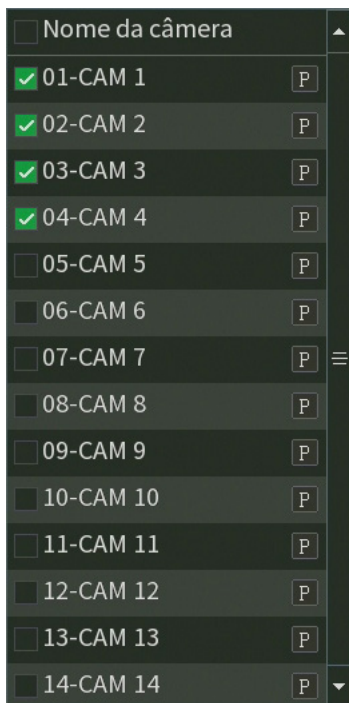 Nome da câmera
01-CAM 1 P
02-CAM 2 P
03-CAM 3 P
04-CAM 4 P
05-CAM 5 P
06-CAM 6 P
07-CAM 7 P
08-CAM 8 P
09-CAM 9 P
10-CAM 10 P
11-CAM 11 P
12-CAM 12 P
13-CAM 13 P
14-CAM 14 P